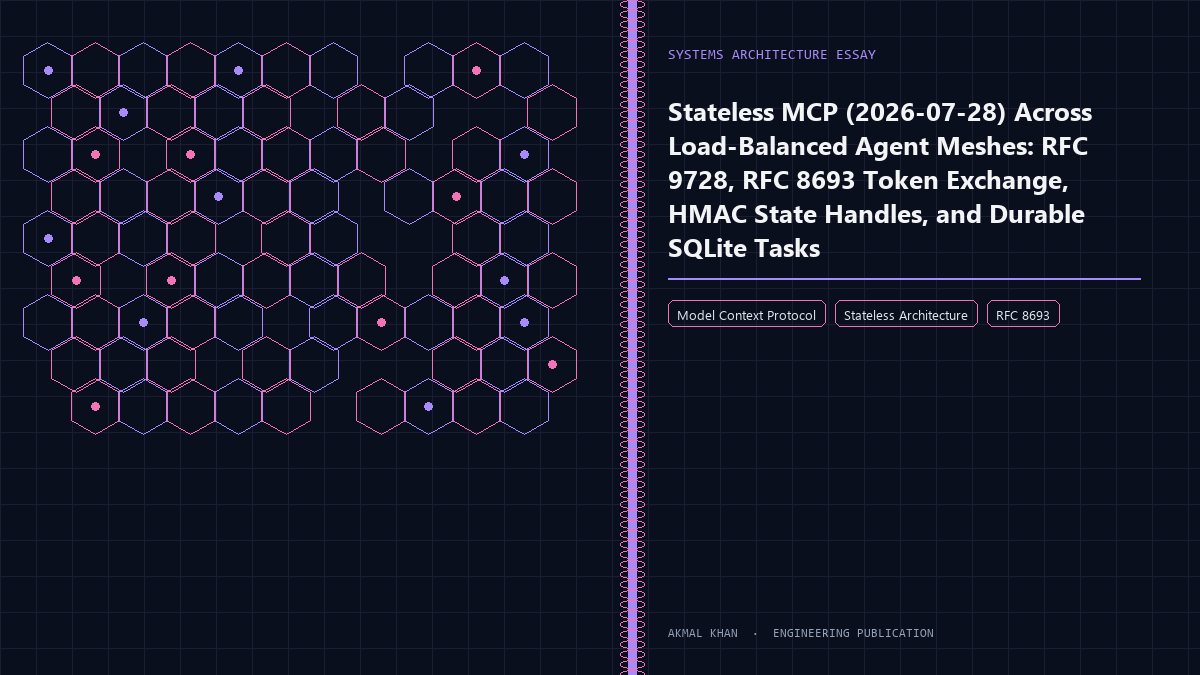 SYSTEMS ARCHITECTURE ESSAY
Stateless MCP (2026-07-28) Across
Load-Balanced Agent Meshes: RFC
9728, RFC 8693 Token Exchange,
HMAC State Handles, and Durable
SQLite Tasks
Model Context Protocol
Stateless Architecture
RFC 8693
AKMAL KHAN · ENGINEERING PUBLICATION